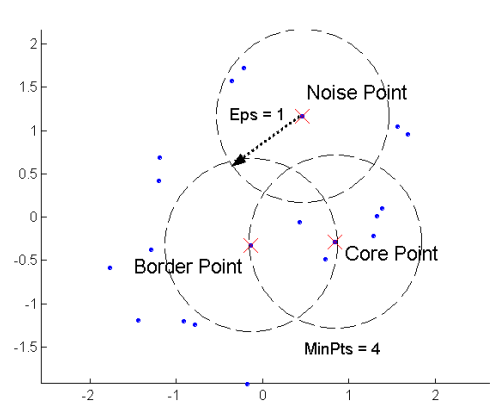 2
1.5
1
0.5
0
-0.5
-1
-1.5
Noise Point
Eps = 1
Border Point
Core Point
MinPts = 4
-2
-1
0
1
2